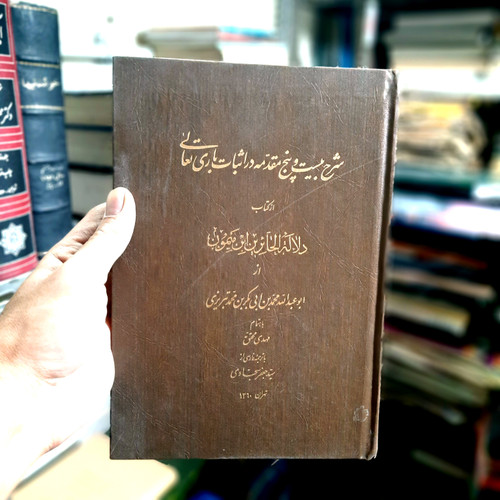 شرح بیست و پنج مقدمه در اثبات باری تعالی
از کتاب
دلالة الحائرین ابن میمون
از
ابوعبدالله محمد بن ابی بکر بن محمد تبریزی
باهتمام
مهدی محقق
با ترجمه فارسی از
سید جعفر سجادی
تهران ۱۳۶۰